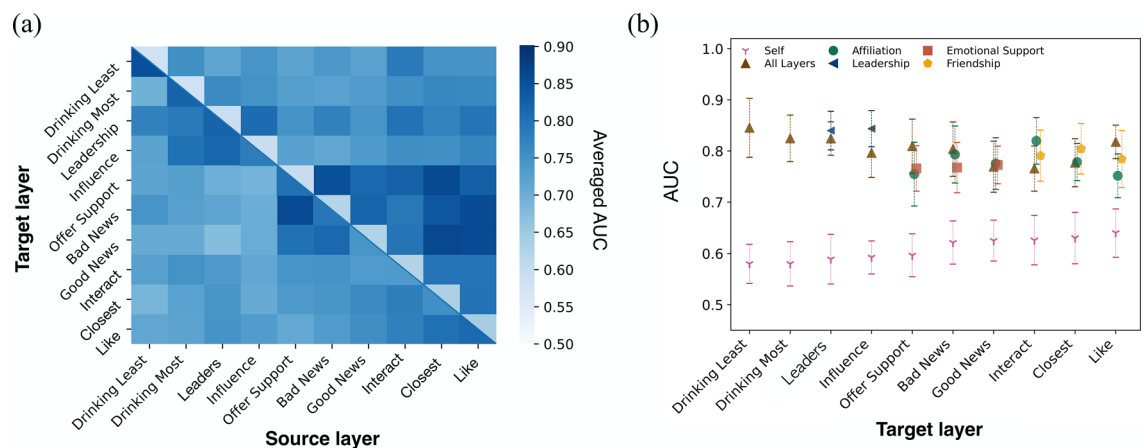 (a)
Target layer
Drinking Least
Drinking Most
Leadership
Influence
Offer Support
Bad News
Good News
Interact
Closest
Like
Drinking Least
Drinking Most
Leaders
Influence
Offer Support
Bad News
Good News
Interact
Closest
Like
Source layer
0.90
0.85
0.80
0.75
0.70
0.65
0.60
0.55
0.50
Averaged AUC
(b)
AUC
1.0
0.9
0.8
0.7
0.6
0.5
Self
All Layers
Affiliation
Leadership
Emotional Support
Friendship
Drinking Least
Drinking Most
Leaders
Influence
Offer Support
Bad News
Good News
Interact
Closest
Like
Target layer